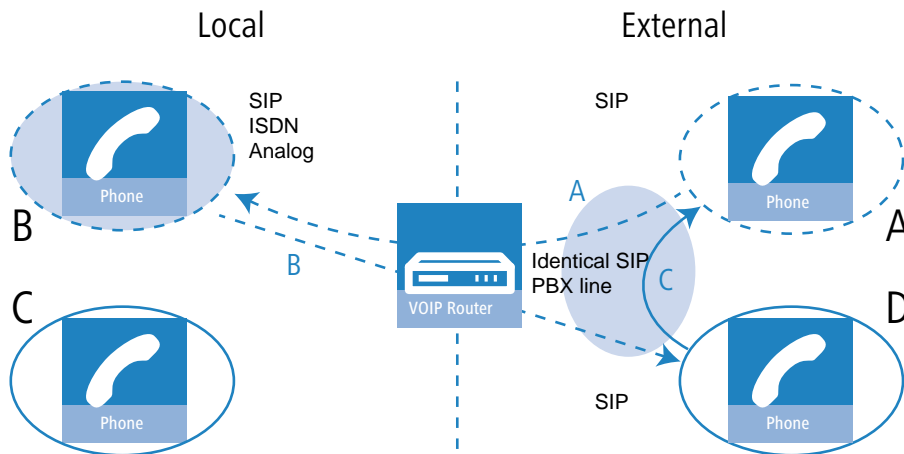 Local
External
SIP
ISDN
Analog
SIP
Phone
Phone
B
A
A
B
Identical SIP
PBX line
C
VOIP Router
C
D
SIP
Phone
Phone